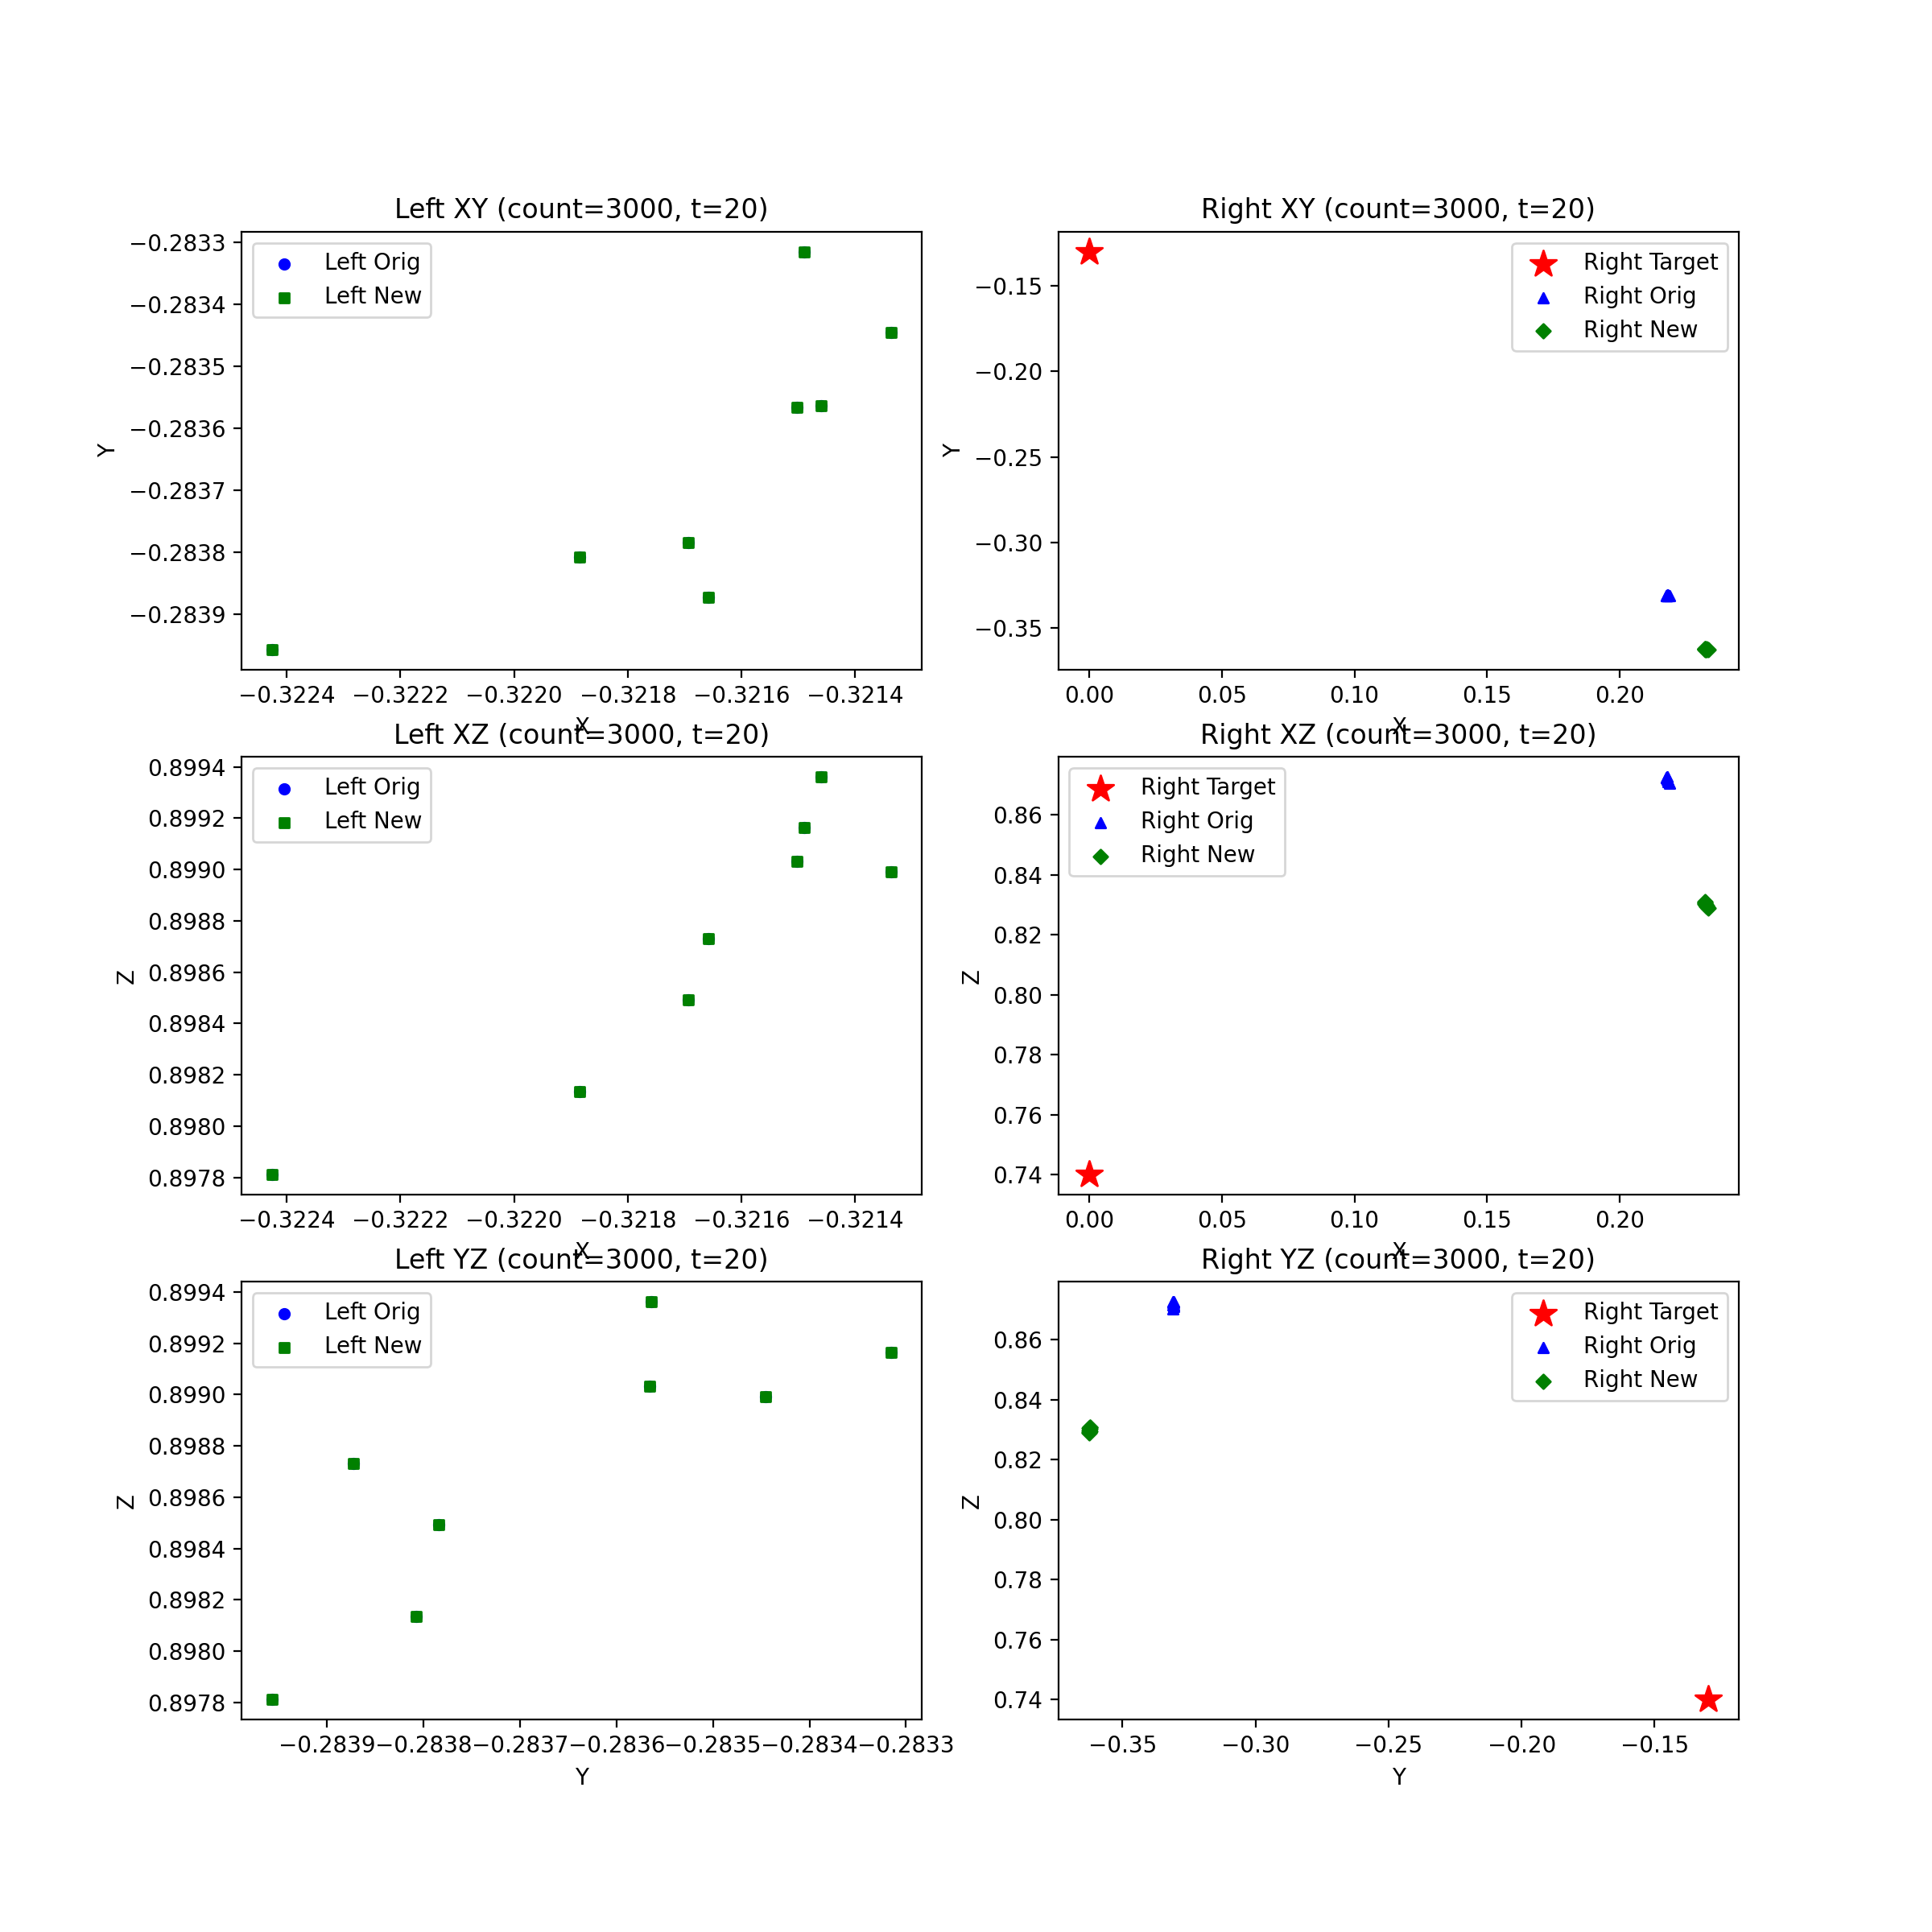 Left XY (count=3000, t=20)
Left Orig
Left New
−0.2833
−0.2834
−0.2835
−0.2836
−0.2837
−0.2838
−0.2839
Y
−0.3224 −0.3222 −0.3220 −0.3218 −0.3216 −0.3214
X
Right XY (count=3000, t=20)
Right Target
Right Orig
Right New
−0.15
−0.20
−0.25
−0.30
−0.35
Y
0.00 0.05 0.10 0.15 0.20
X
Left XZ (count=3000, t=20)
Left Orig
Left New
0.8994
0.8992
0.8990
0.8988
0.8986
0.8984
0.8982
0.8980
0.8978
Z
−0.3224 −0.3222 −0.3220 −0.3218 −0.3216 −0.3214
X
Right XZ (count=3000, t=20)
Right Target
Right Orig
Right New
0.86
0.84
0.82
0.80
0.78
0.76
0.74
Z
0.00 0.05 0.10 0.15 0.20
X
Left YZ (count=3000, t=20)
Left Orig
Left New
0.8994
0.8992
0.8990
0.8988
0.8986
0.8984
0.8982
0.8980
0.8978
Z
−0.2839 −0.2838 −0.2837 −0.2836 −0.2835 −0.2834 −0.2833
Y
Right YZ (count=3000, t=20)
Right Target
Right Orig
Right New
0.86
0.84
0.82
0.80
0.78
0.76
0.74
Z
−0.35 −0.30 −0.25 −0.20 −0.15
Y